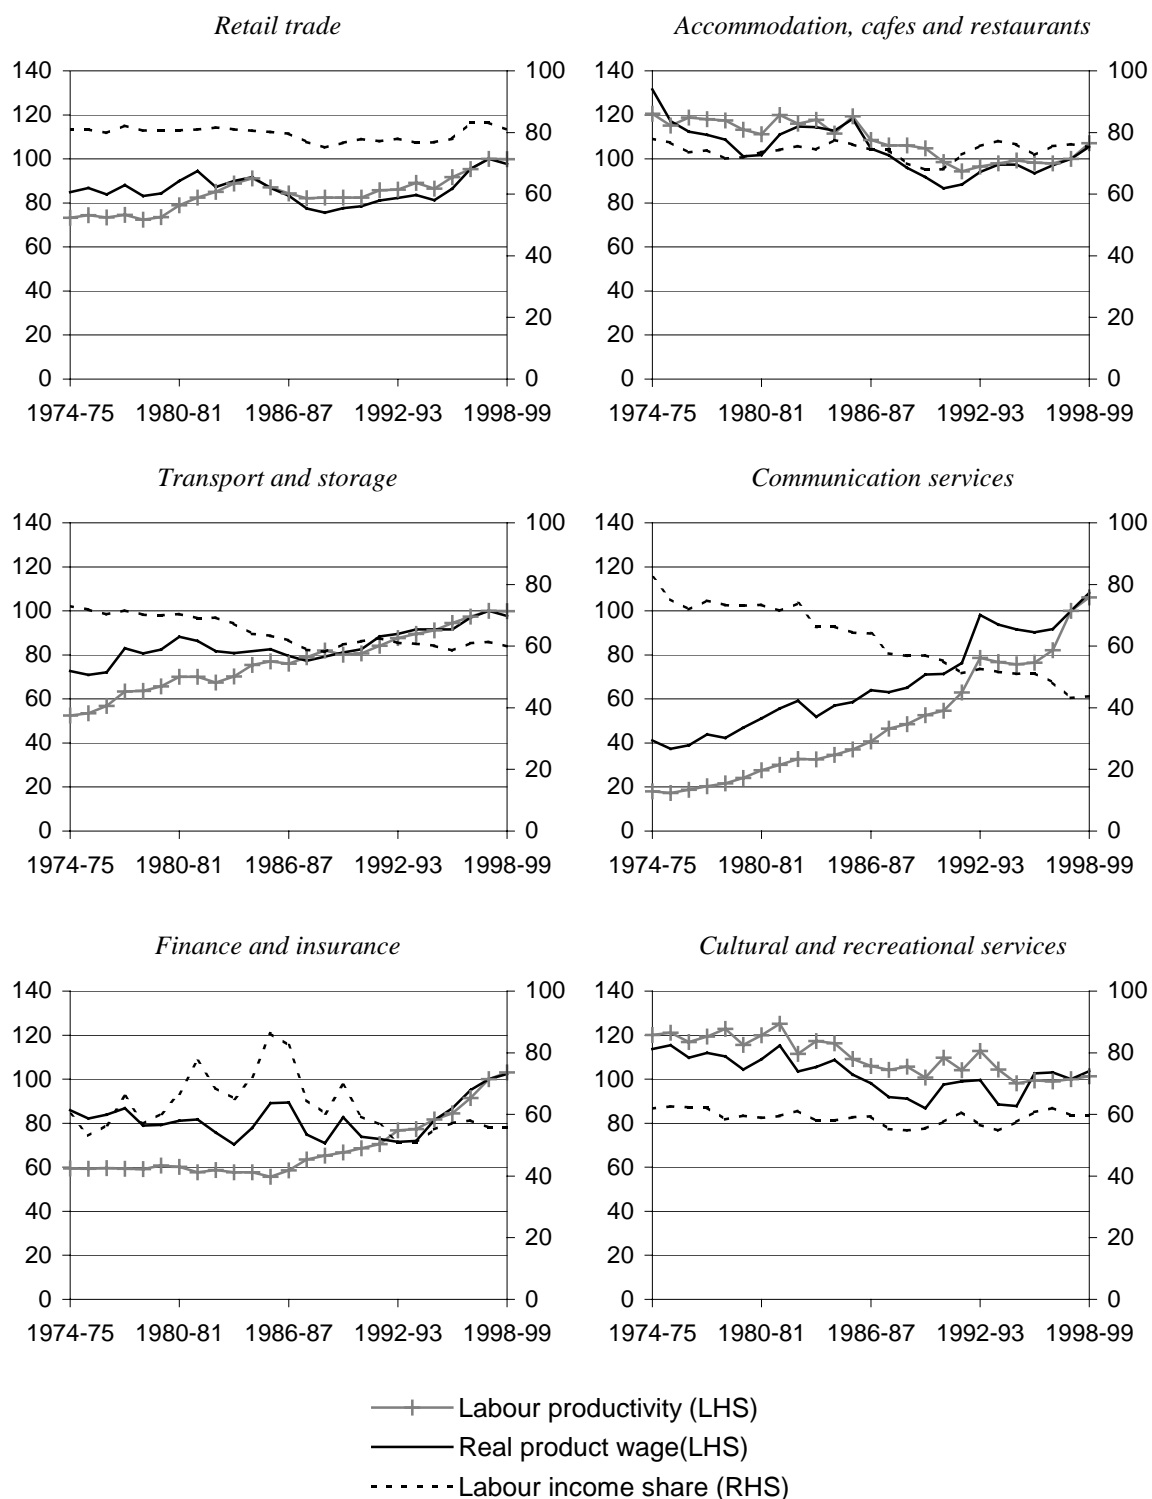 Retail trade
Accommodation, cafes and restaurants
140 100 140 100
120 120
80 80
100 100
80 60 80 60
60 60
40 40
40 40
20 20
20 20
0 0 0 0
1974-75 1980-81 1986-87 1992-93 1998-99
1974-75 1980-81 1986-87 1992-93 1998-99
Transport and storage
Communication services
140 100 140 100
120 120
80 80
100 100
80 60 80 60
60 60
40 40
40 40
20 20
20 20
0 0 0 0
1974-75 1980-81 1986-87 1992-93 1998-99
1974-75 1980-81 1986-87 1992-93 1998-99
Finance and insurance
Cultural and recreational services
140 100 140 100
120 120
80 80
100 100
80 60 80 60
60 60
40 40
40 40
20 20
20 20
0 0 0 0
1974-75 1980-81 1986-87 1992-93 1998-99
1974-75 1980-81 1986-87 1992-93 1998-99
Labour productivity (LHS)
Real product wage(LHS)
Labour income share (RHS)